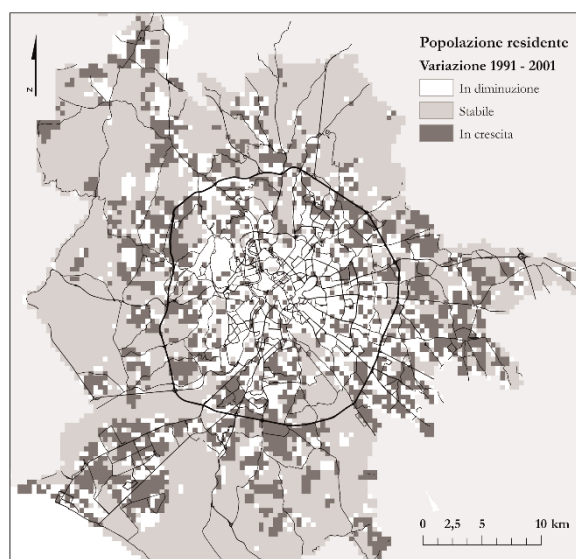 Popolazione residente
Variazione 1991 - 2001
In diminuzione
Stabile
In crescita
N
0 2,5 5 10 km